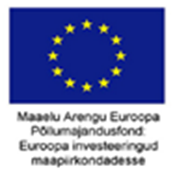 Maaelu Arengu Euroopa
Põllumajandusfond:
Euroopa investeeringud
maapiirkondadesse